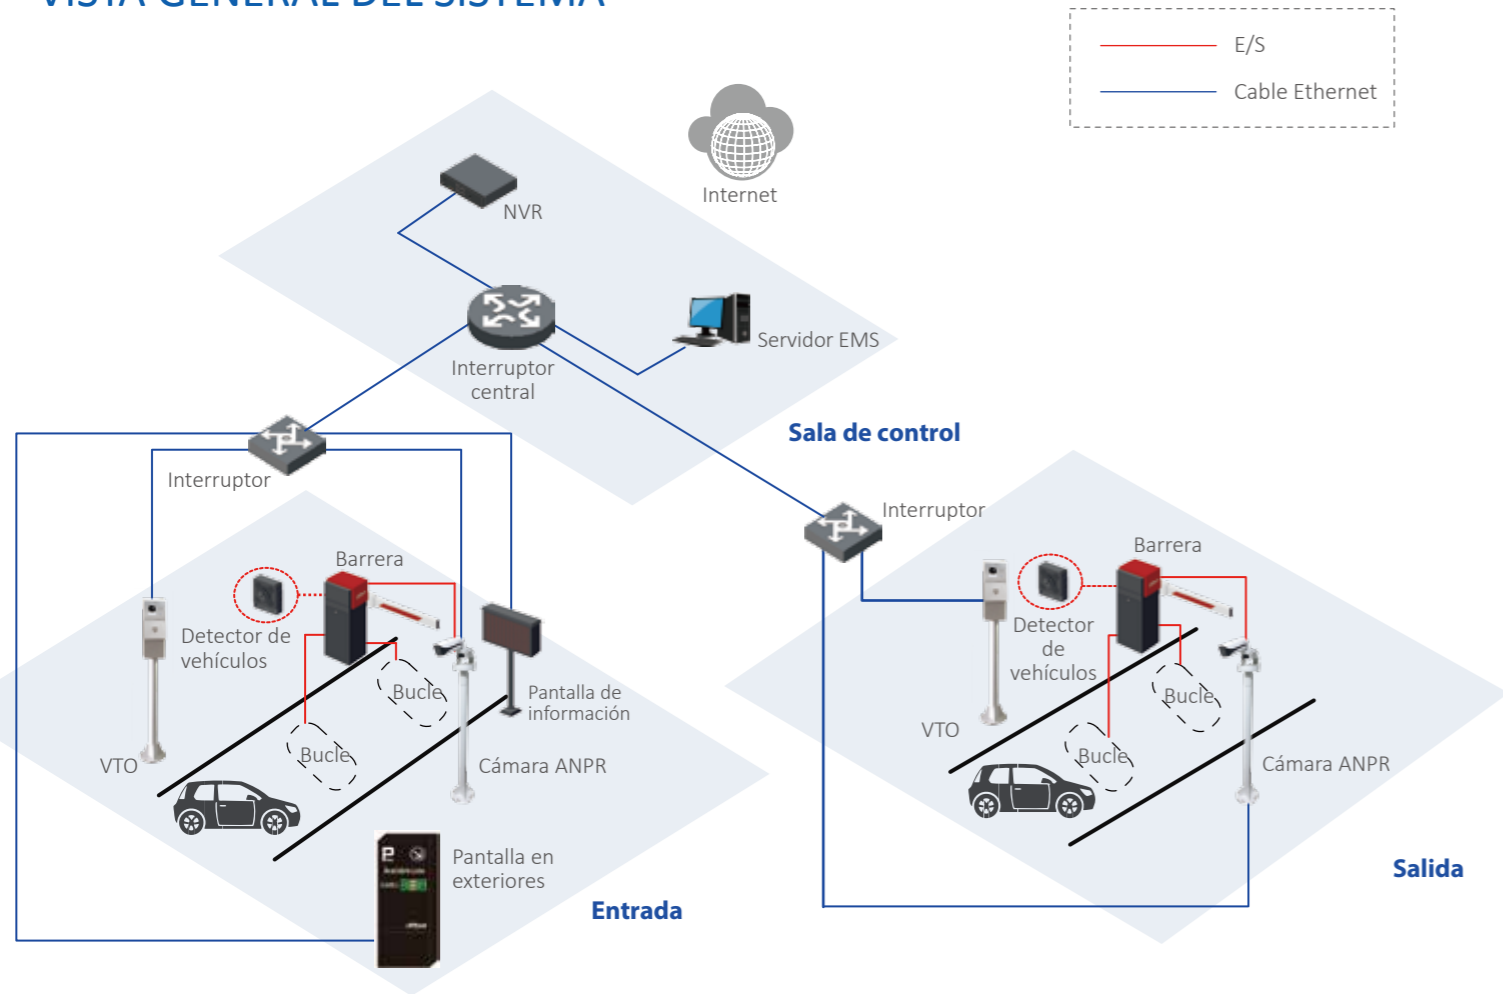 VISTA GENERAL DEL SISTEMA
E/S
Cable Ethernet
Internet
NVR
Servidor EMS
Interruptor
central
Sala de control
Interruptor
Interruptor
Barrera
Detector de
vehículos
Bucle
Bucle
VTO
Pantalla de
información
Cámara ANPR
Pantalla en
exteriores
P
Entrada
Barrera
Detector
de
vehículos
Bucle
Bucle
VTO
Cámara ANPR
Salida